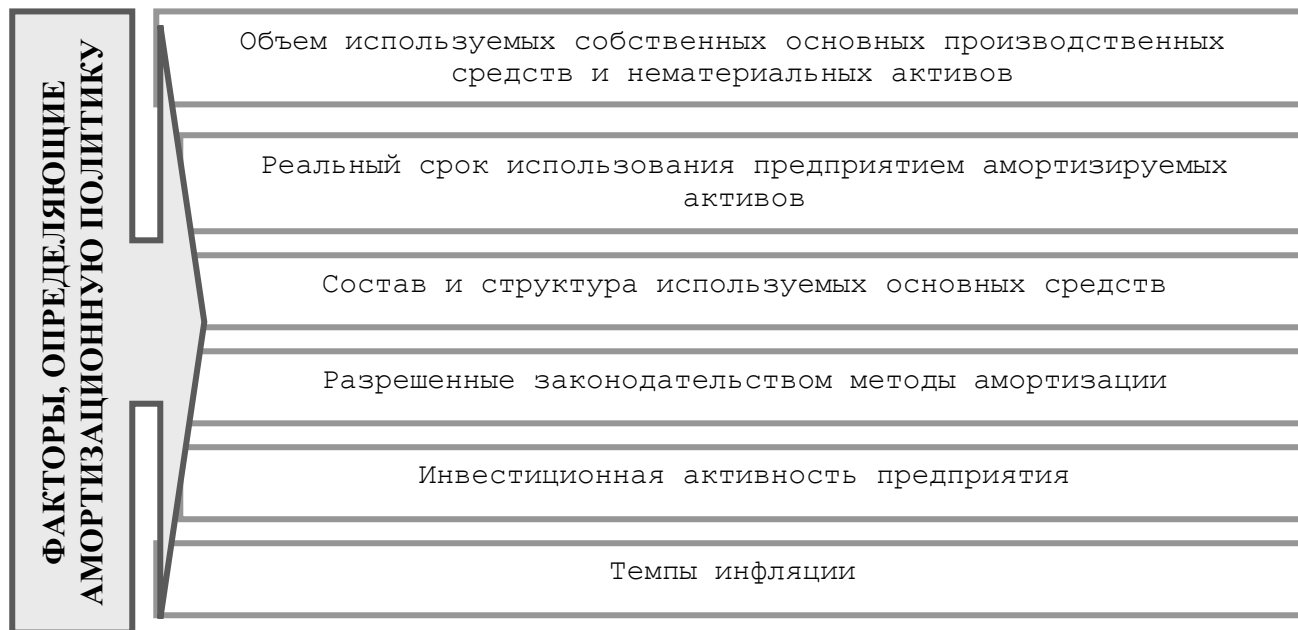 ФАКТОРЫ, ОПРЕДЕЛЯЮЩИЕ
АМОРТИЗАЦИОННУЮ ПОЛИТИКУ
Объем используемых собственных основных производственных
средств и нематериальных активов
Реальный срок использования предприятием амортизируемых
активов
Состав и структура используемых основных средств
Разрешенные законодательством методы амортизации
Инвестиционная активность предприятия
Темпы инфляции